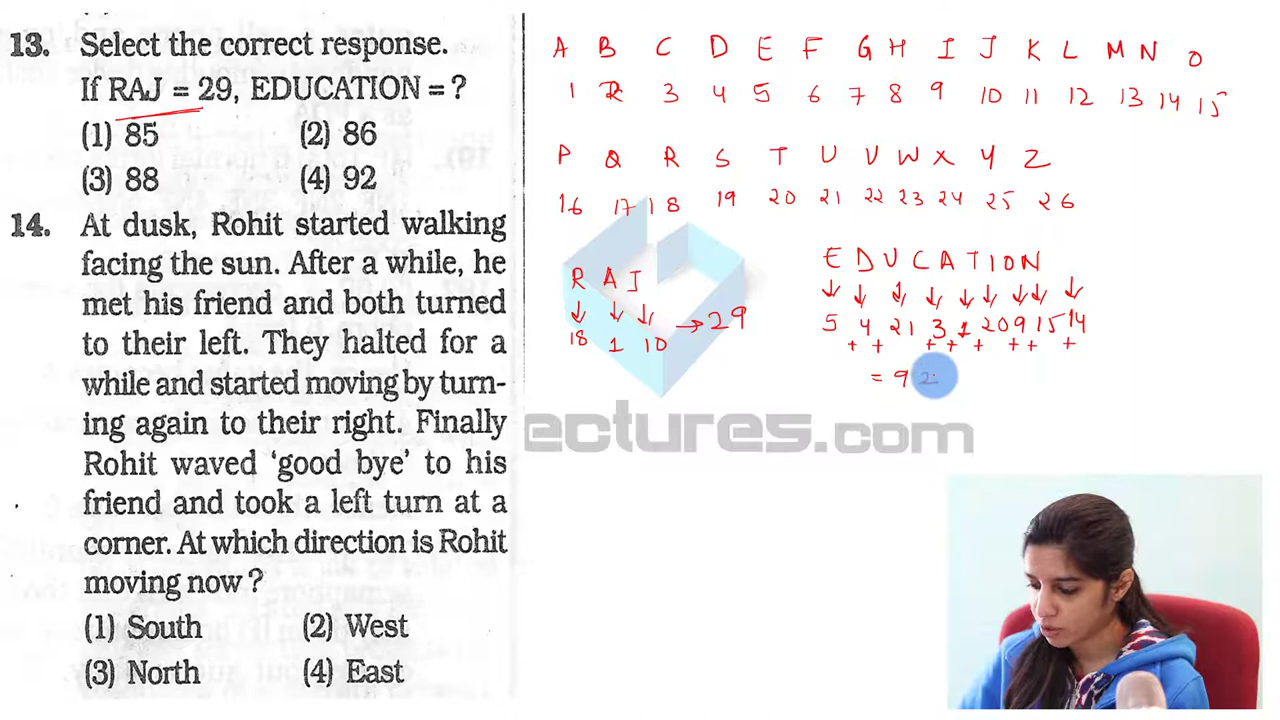 13. Select the correct response.
If RAJ = 29, EDUCATION = ?
(1) 85 (2) 86
(3) 88 (4) 92
14. At dusk, Rohit started walking
facing the sun. After a while, he
met his friend and both turned
to their left. They halted for a
while and started moving by turn-
ing again to their right. Finally
Rohit waved ‘good bye’ to his
friend and took a left turn at a
corner. At which direction is Rohit
moving now ?
(1) South (2) West
(3) North (4) East
A B C D E F G H I J K L M N O
1 2 3 4 5 6 7 8 9 10 11 12 13 14 15
P Q R S T U V W X Y Z
16 17 18 19 20 21 22 23 24 25 26
R A J
18 1 10 → 29
E D U C A T I O N
5 4 21 3 1 20 9 15 14
+ + + + + + + +
= 92
ectures.com